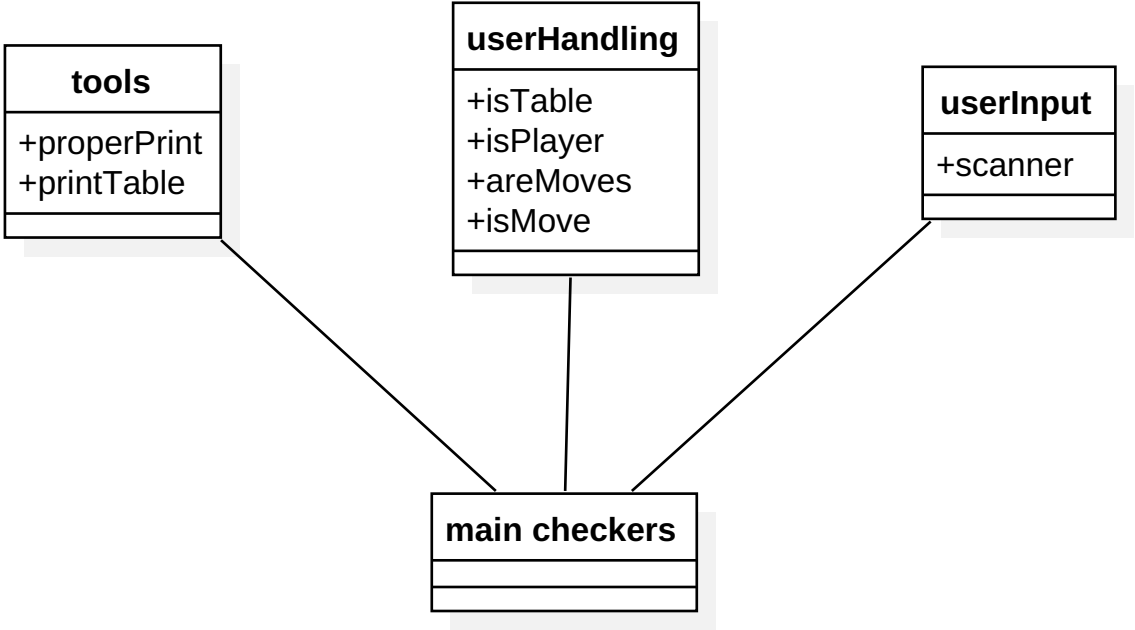 tools
+properPrint
+printTable
userHandling
+isTable
+isPlayer
+areMoves
+isMove
userInput
+scanner
main checkers